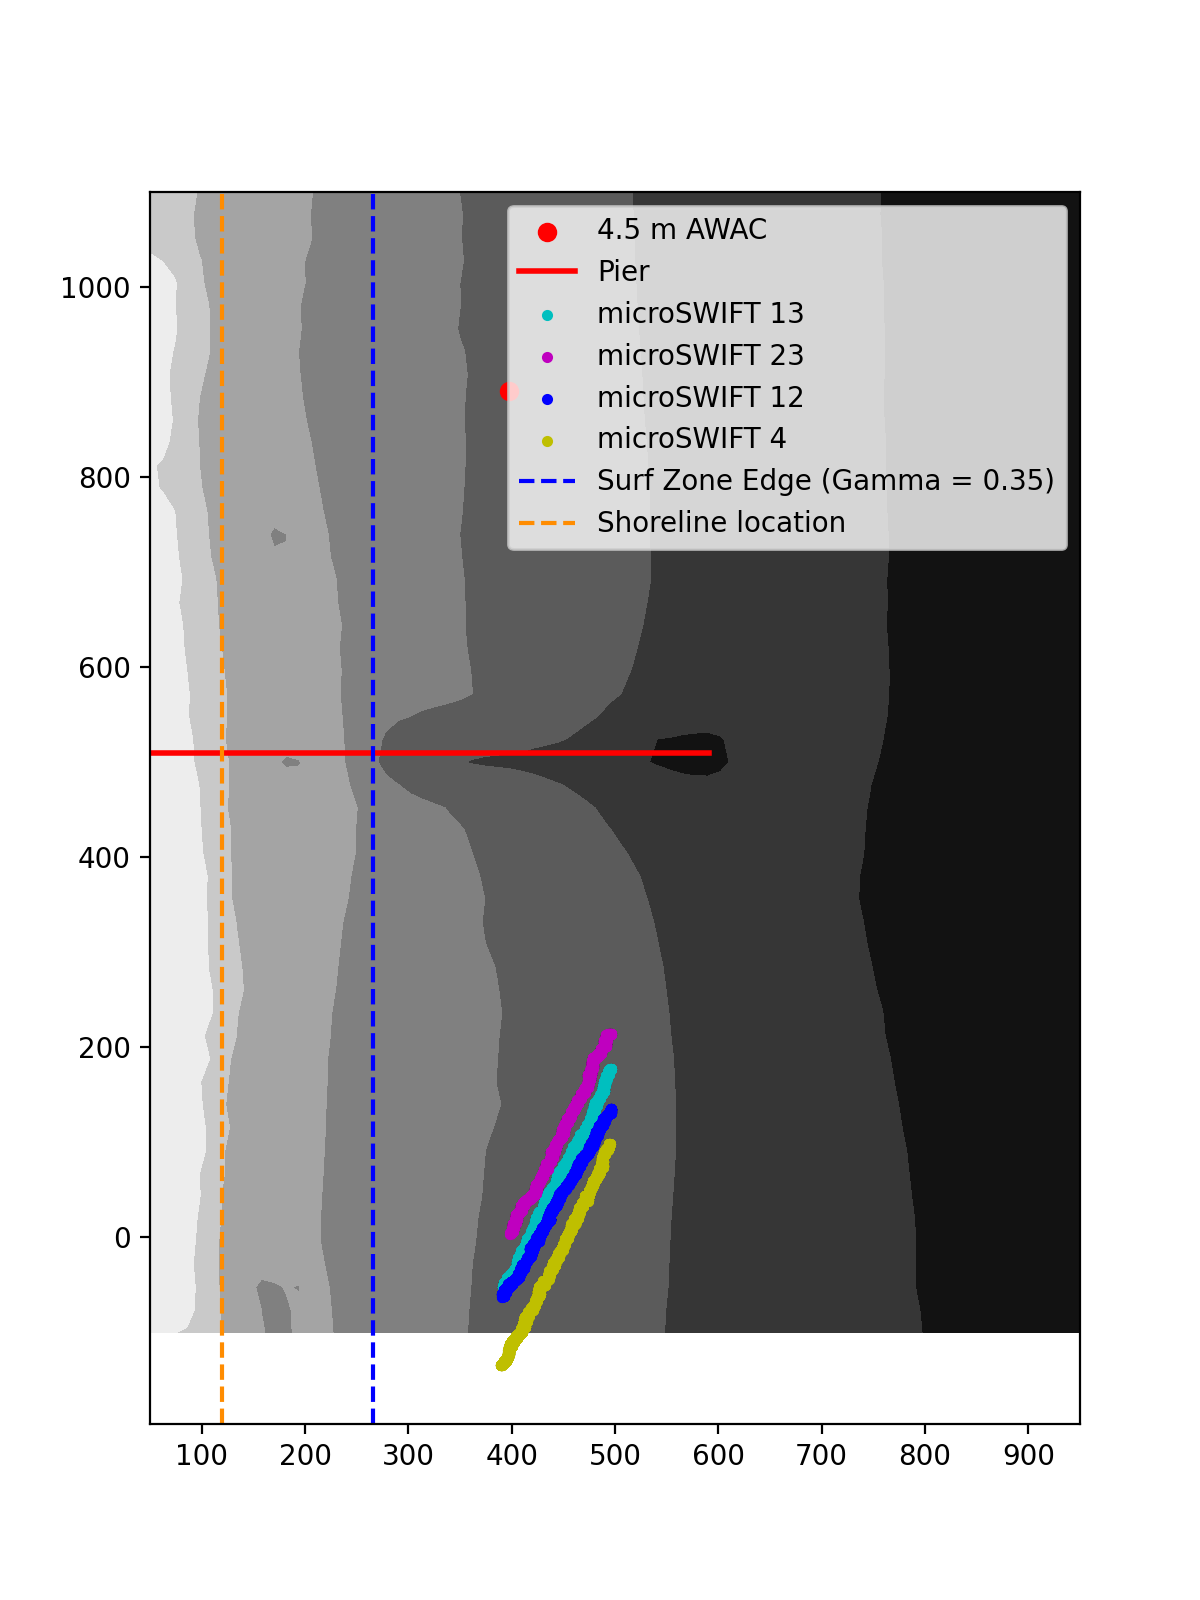 4.5 m AWAC
Pier
microSWIFT 13
microSWIFT 23
microSWIFT 12
microSWIFT 4
Surf Zone Edge (Gamma = 0.35)
Shoreline location
1000
800
600
400
200
0
100 200 300 400 500 600 700 800 900